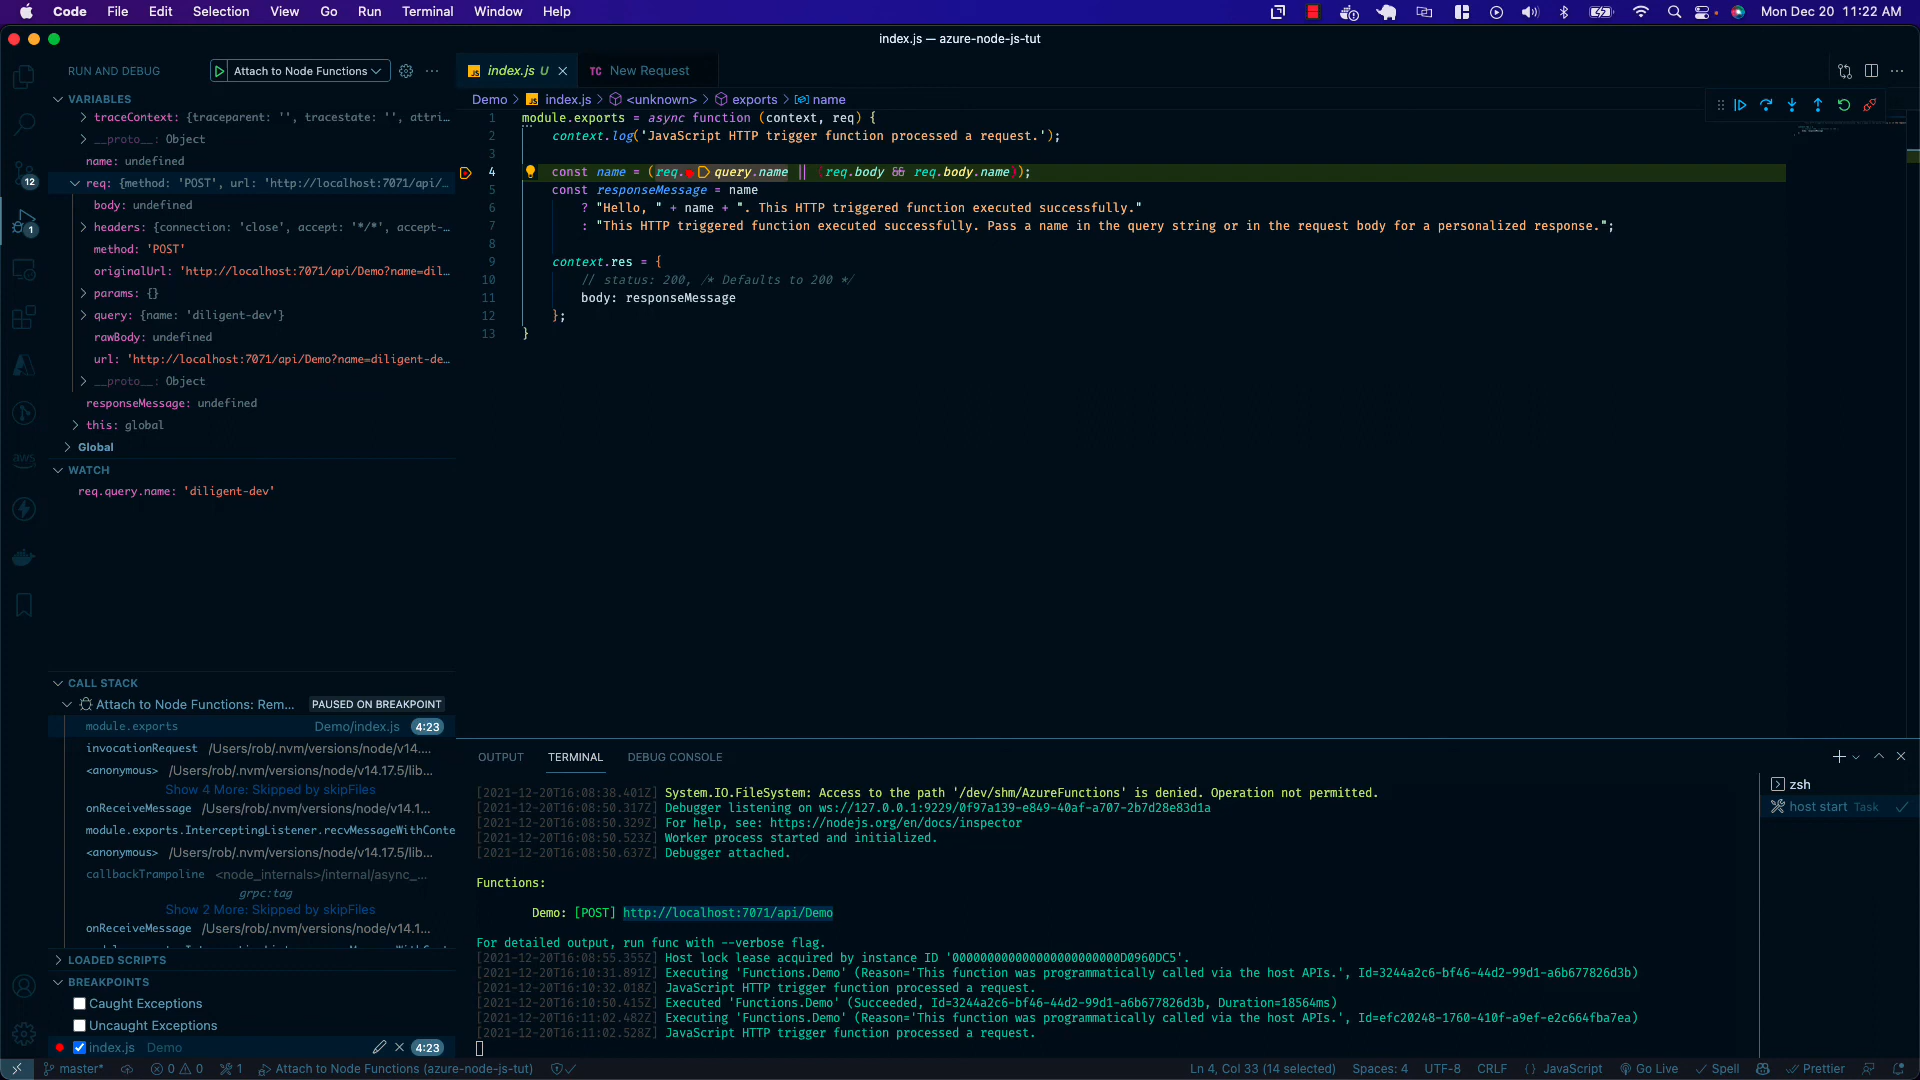 Code File Edit Selection View Go Run Terminal Window Help Mon Dec 20 11:22 AM
index.js — azure-node-js-tut
RUN AND DEBUG Attach to Node Functions
index.js U New Request
Demo > index.js > <unknown> > exports > name
VARIABLES
traceContext: {traceparent: '', tracestate: '', attri…
__proto__: Object
name: undefined
req: {method: 'POST', url: 'http://localhost:7071/api/…
body: undefined
headers: {connection: 'close', accept: '*/*', accept-…
method: 'POST'
originalUrl: 'http://localhost:7071/api/Demo?name=dil…
params: {}
query: {name: 'diligent-dev'}
rawBody: undefined
url: 'http://localhost:7071/api/Demo?name=diligent-de…
__proto__: Object
responseMessage: undefined
this: global
Global
WATCH
req.query.name: 'diligent-dev'
12
1
1 module.exports = async function (context, req) {
2 context.log('JavaScript HTTP trigger function processed a request.');
3
4 const name = (req.query.name || (req.body && req.body.name));
5 const responseMessage = name
6 ? "Hello, " + name + ". This HTTP triggered function executed successfully."
7 : "This HTTP triggered function executed successfully. Pass a name in the query string or in the request body for a personalized response.";
8
9 context.res = {
10 // status: 200, /* Defaults to 200 */
11 body: responseMessage
12 };
13 }
CALL STACK
Attach to Node Functions: Rem… PAUSED ON BREAKPOINT
module.exports Demo/index.js 4:23
invocationRequest /Users/rob/.nvm/versions/node/v14.…
<anonymous> /Users/rob/.nvm/versions/node/v14.17.5/lib…
Show 4 More: Skipped by skipFiles
onReceiveMessage /Users/rob/.nvm/versions/node/v14.1…
module.exports.InterceptingListener.recvMessageWithConte
<anonymous> /Users/rob/.nvm/versions/node/v14.17.5/lib…
callbackTrampoline <node_internals>/internal/async_…
grpc:tag
Show 2 More: Skipped by skipFiles
onReceiveMessage /Users/rob/.nvm/versions/node/v14.1…
LOADED SCRIPTS
BREAKPOINTS
Caught Exceptions
Uncaught Exceptions
index.js Demo 4:23
OUTPUT TERMINAL DEBUG CONSOLE
[2021-12-20T16:08:38.401Z] System.IO.FileSystem: Access to the path '/dev/shm/AzureFunctions' is denied. Operation not permitted.
[2021-12-20T16:08:50.317Z] Debugger listening on ws://127.0.0.1:9229/0f97a139-e849-40af-a707-2b7d28e83d1a
[2021-12-20T16:08:50.329Z] For help, see: https://nodejs.org/en/docs/inspector
[2021-12-20T16:08:50.523Z] Worker process started and initialized.
[2021-12-20T16:08:50.637Z] Debugger attached.
Functions:
Demo: [POST] http://localhost:7071/api/Demo
For detailed output, run func with --verbose flag.
[2021-12-20T16:08:55.355Z] Host lock lease acquired by instance ID '000000000000000000000000D0960DC5'.
[2021-12-20T16:10:31.891Z] Executing 'Functions.Demo' (Reason='This function was programmatically called via the host APIs.', Id=3244a2c6-bf46-44d2-99d1-a6b677826d3b)
[2021-12-20T16:10:32.018Z] JavaScript HTTP trigger function processed a request.
[2021-12-20T16:10:50.415Z] Executed 'Functions.Demo' (Succeeded, Id=3244a2c6-bf46-44d2-99d1-a6b677826d3b, Duration=18564ms)
[2021-12-20T16:11:02.482Z] Executing 'Functions.Demo' (Reason='This function was programmatically called via the host APIs.', Id=efc20248-1760-410f-a9ef-e2c664fba7ea)
[2021-12-20T16:11:02.528Z] JavaScript HTTP trigger function processed a request.
zsh
host start Task
master* 0 0 1 Attach to Node Functions (azure-node-js-tut) Ln 4, Col 33 (14 selected) Spaces: 4 UTF-8 CRLF {} JavaScript Go Live Spell Prettier